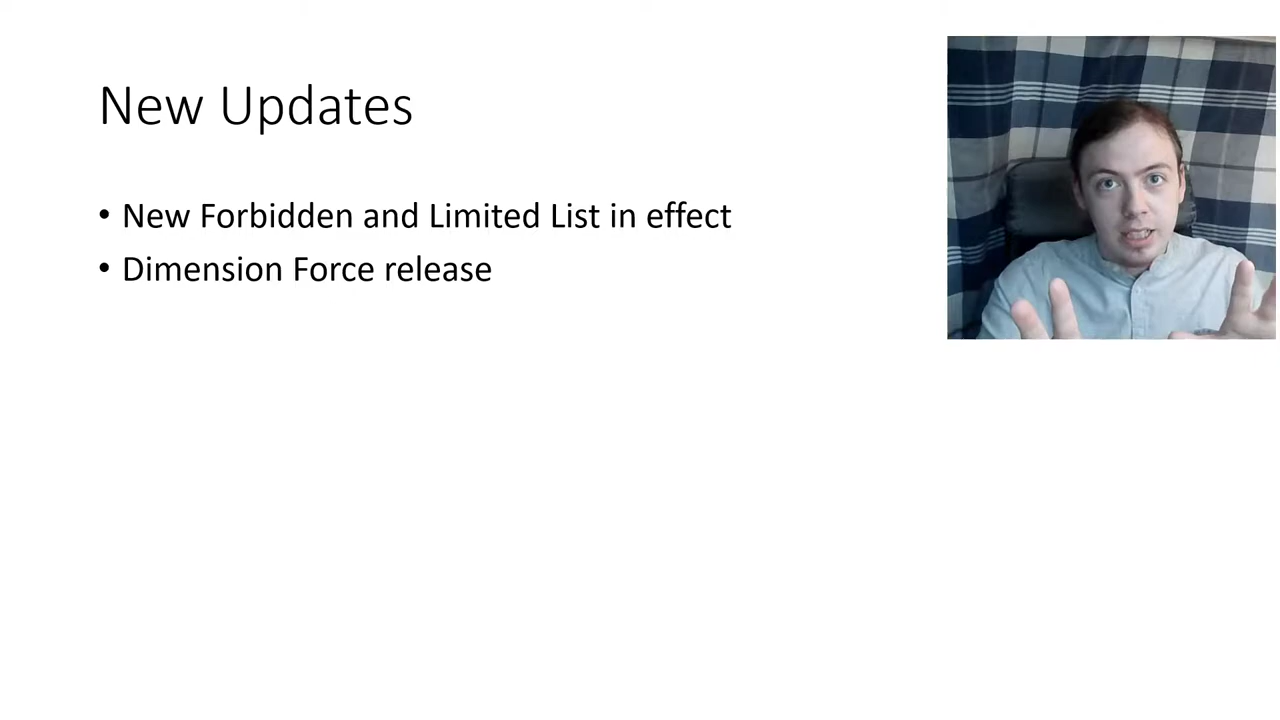 New Updates
• New Forbidden and Limited List in effect
• Dimension Force release